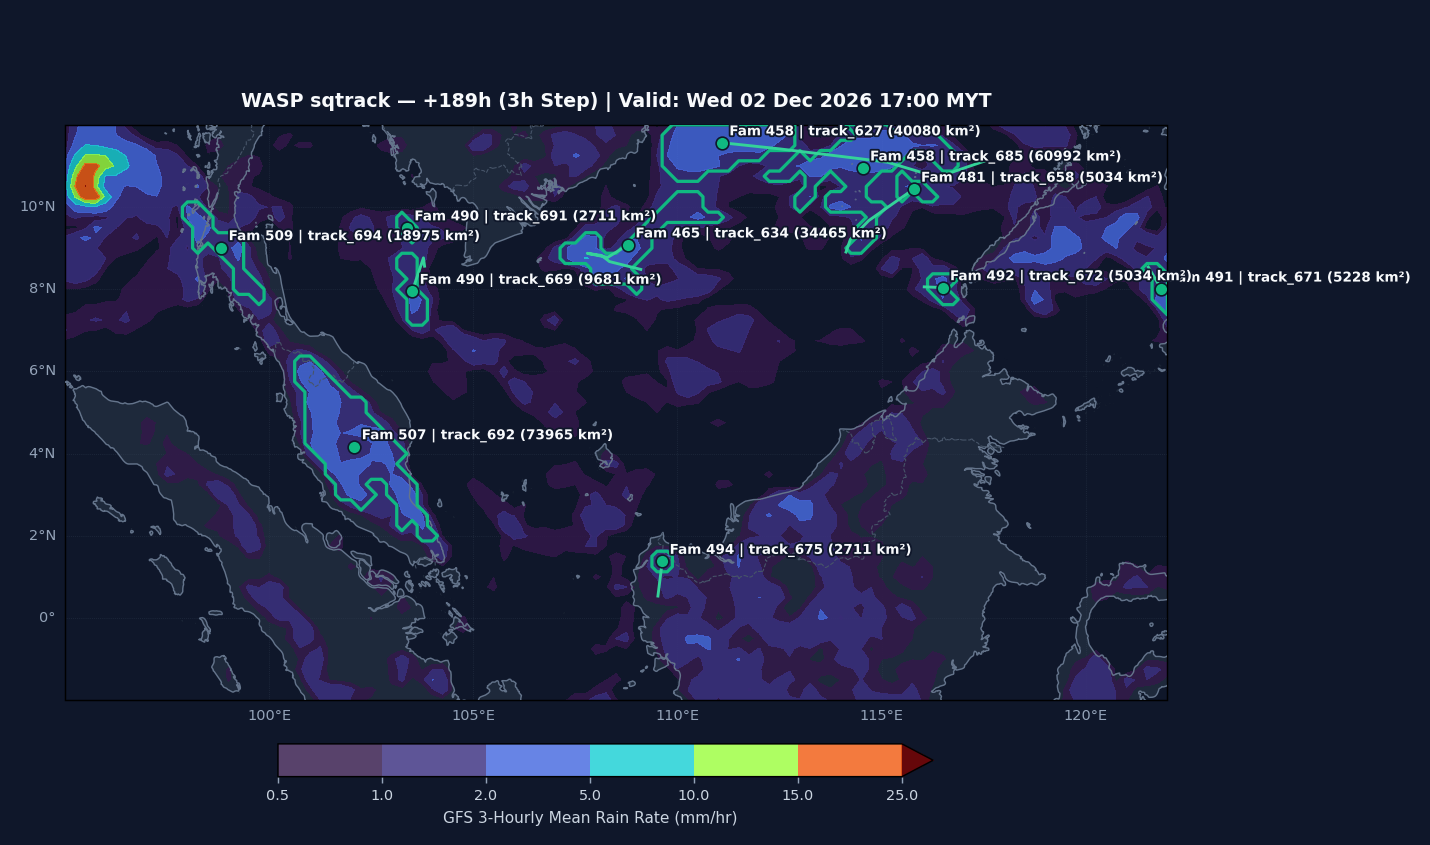 WASP sqtrack — +189h (3h Step) | Valid: Wed 02 Dec 2026 17:00 MYT
Fam 458 | track_627 (40080 km²)
Fam 458 | track_685 (60992 km²)
Fam 481 | track_658 (5034 km²)
10°N
Fam 490 | track_691 (2711 km²)
Fam 509 | track_694 (18975 km²)
Fam 465 | track_634 (34465 km²)
8°N
Fam 490 | track_669 (9681 km²)
Fam 492 | track_672 (5034 km²)
491 | track_671 (5228 km²)
6°N
Fam 507 | track_692 (73965 km²)
4°N
2°N
Fam 494 | track_675 (2711 km²)
0°
100°E 105°E 110°E 115°E 120°E
0.5 1.0 2.0 5.0 10.0 15.0 25.0
GFS 3-Hourly Mean Rain Rate (mm/hr)